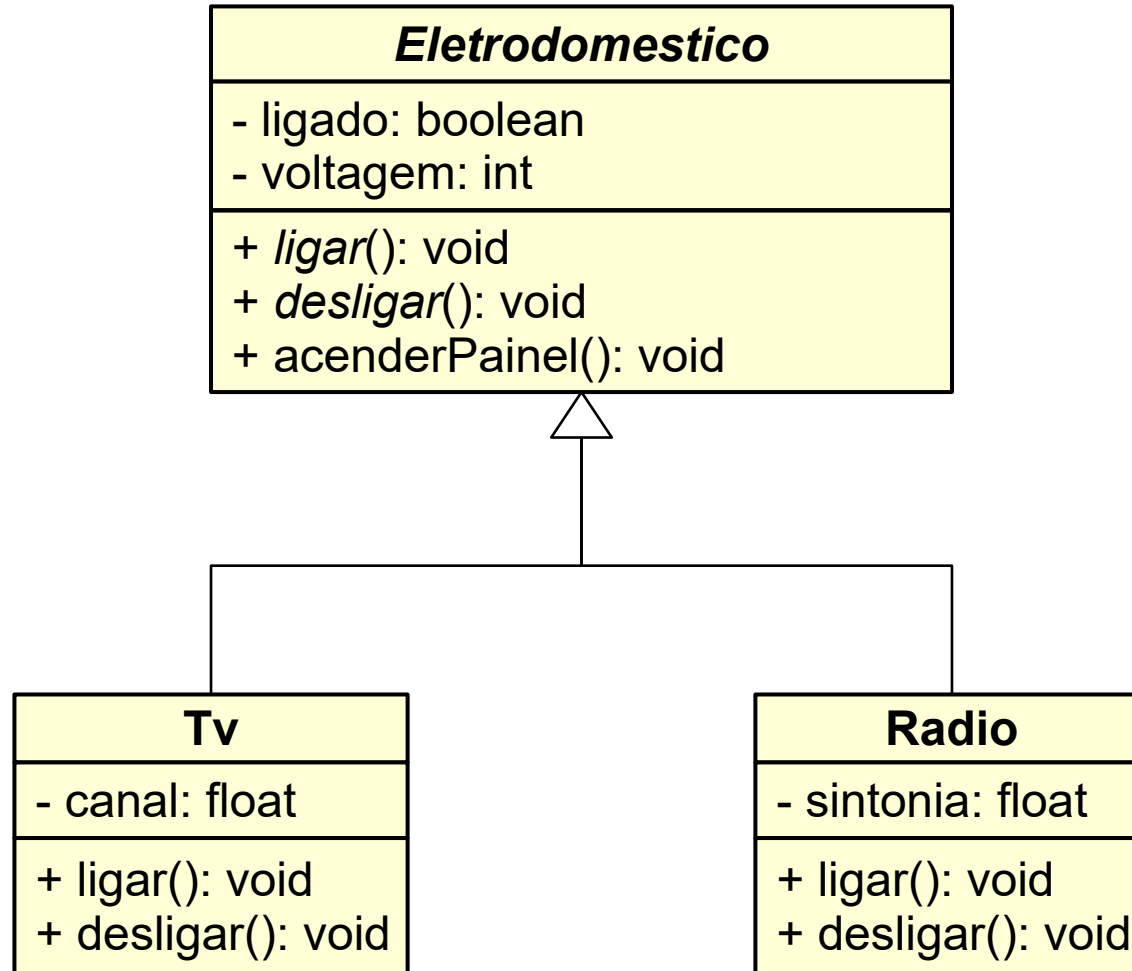 Eletrodomestico
- ligado: boolean
- voltagem: int
+ ligar(): void
+ desligar(): void
+ acenderPainel(): void
Tv
- canal: float
+ ligar(): void
+ desligar(): void
Radio
- sintonia: float
+ ligar(): void
+ desligar(): void